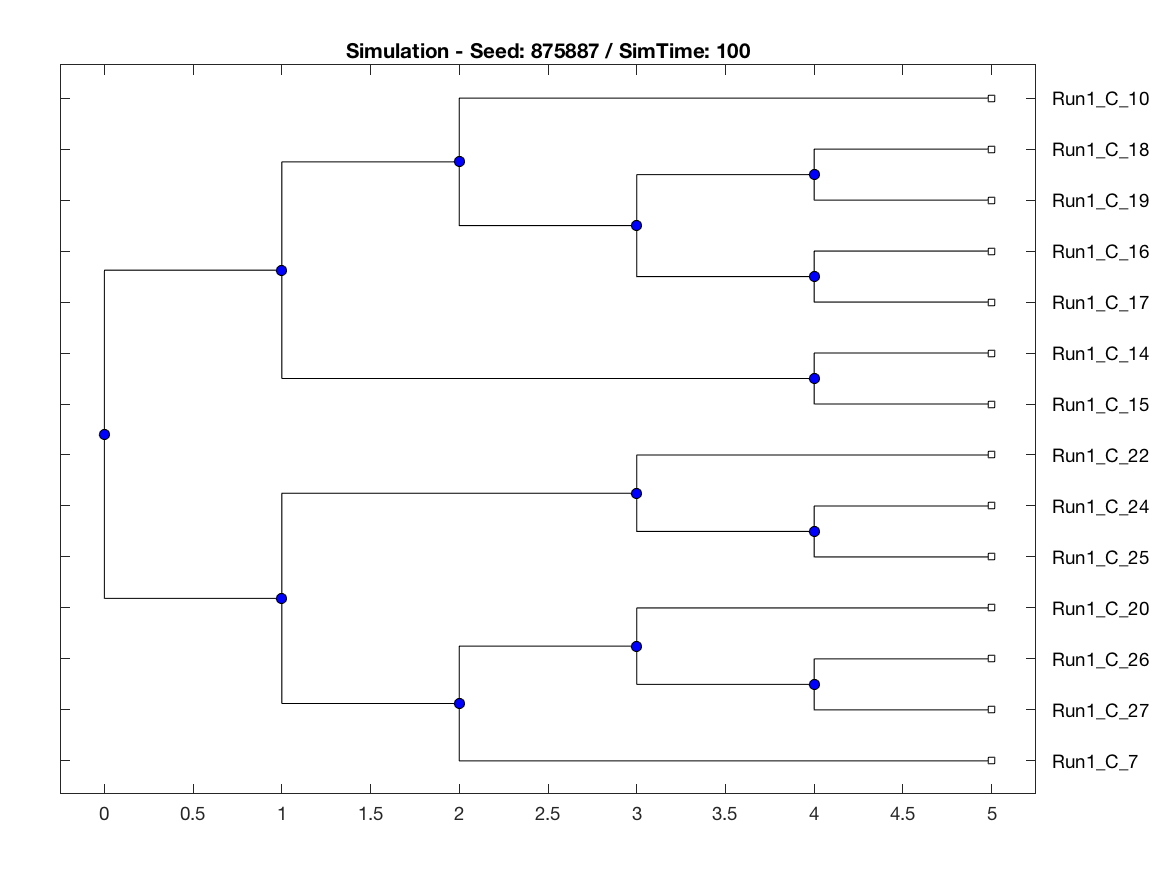 Simulation - Seed: 875887 / SimTime: 100
Run1_C_10
Run1_C_18
Run1_C_19
Run1_C_16
Run1_C_17
Run1_C_14
Run1_C_15
Run1_C_22
Run1_C_24
Run1_C_25
Run1_C_20
Run1_C_26
Run1_C_27
Run1_C_7
0 0.5 1 1.5 2 2.5 3 3.5 4 4.5 5